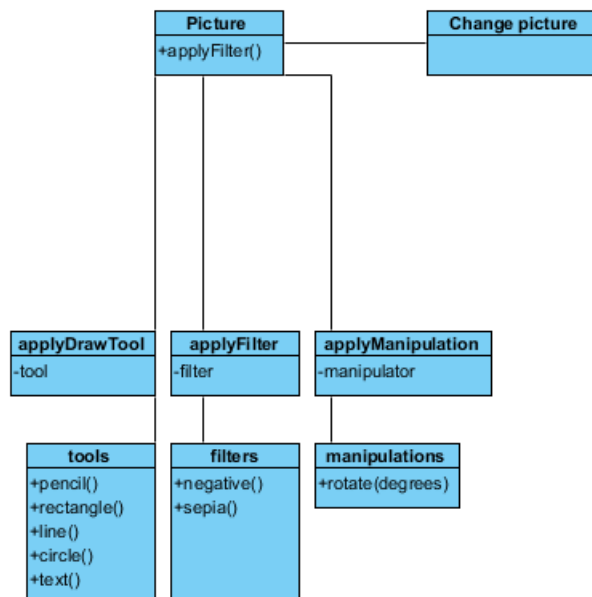 Picture
+applyFilter()
Change picture
applyDrawTool
-tool
applyFilter
-filter
applyManipulation
-manipulator
tools
+pencil()
+rectangle()
+line()
+circle()
+text()
filters
+negative()
+sepia()
manipulations
+rotate(degrees)